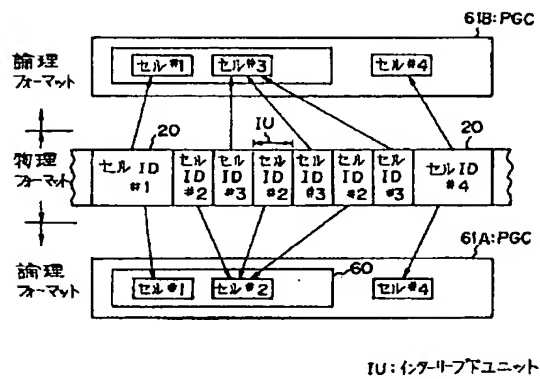 61B:PGC
論理
フォーマット
セル#1
セル#3
セル#4
20
IU
20
物理
フォーマット
セル ID #1
セル ID #2
セル ID #3
セル ID #2
セル ID #3
セル ID #2
セル ID #3
セル ID #4
61A:PGC
論理
フォーマット
セル#1
セル#2
60
セル#4
IU:インターリーブドユニット